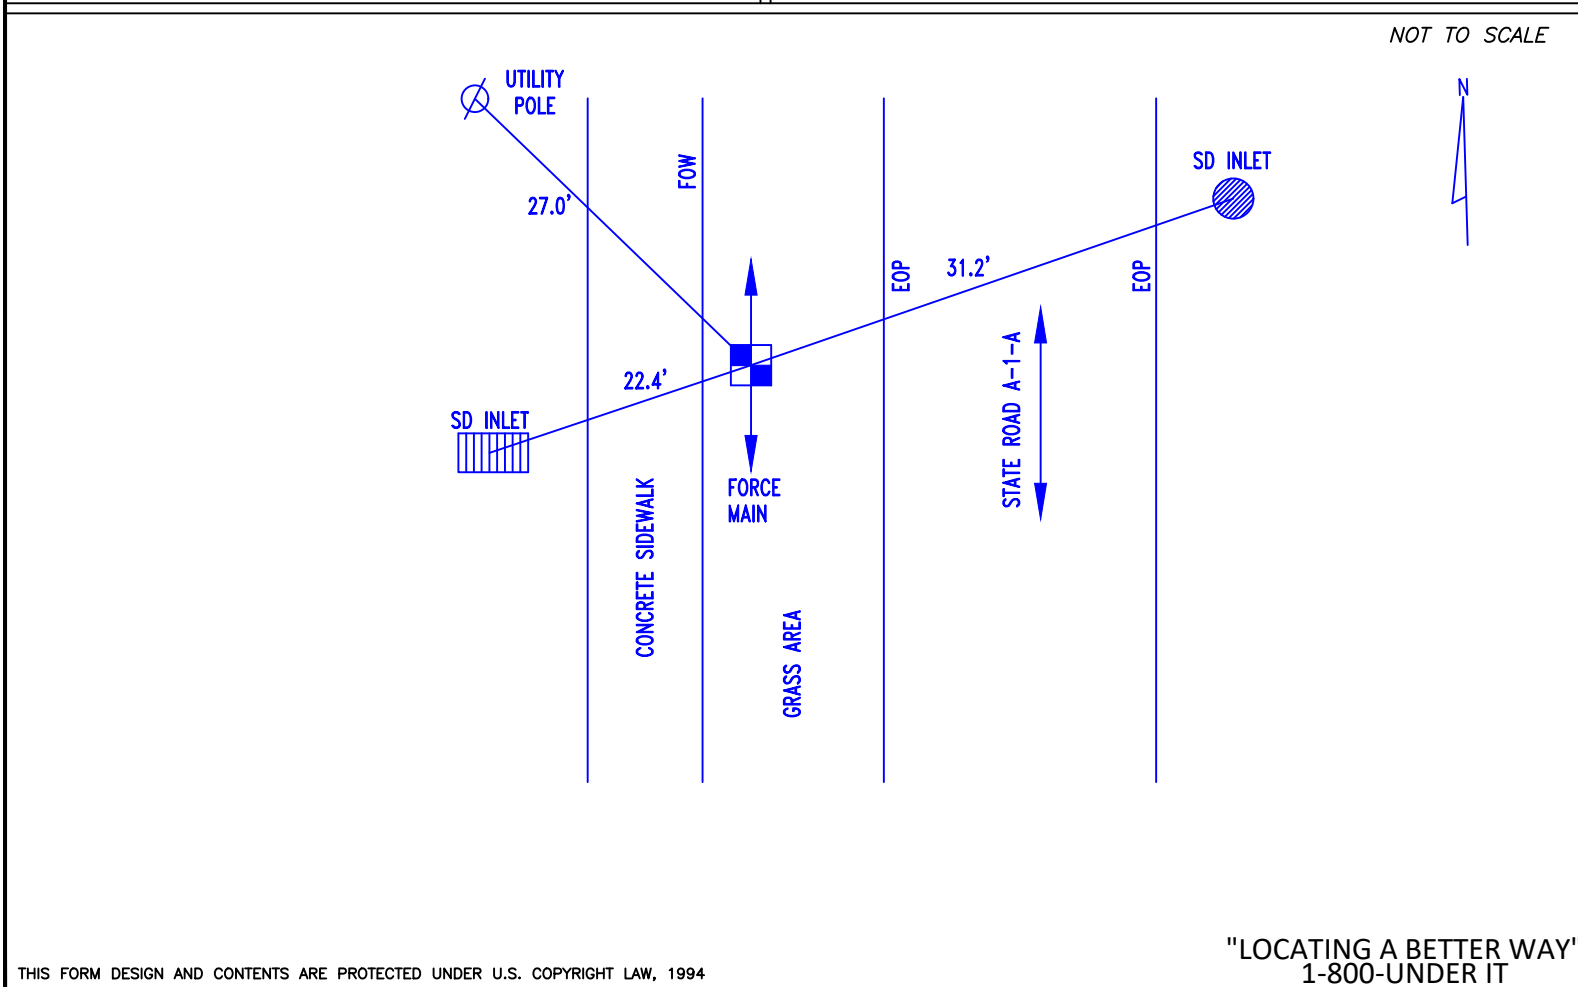 NOT TO SCALE
N
UTILITY
POLE
SD INLET
FOW
27.0'
EOP
31.2'
EOP
22.4'
STATE ROAD A-1-A
SD INLET
FORCE
MAIN
CONCRETE SIDEWALK
GRASS AREA
"LOCATING A BETTER WAY"
1-800-UNDER IT
THIS FORM DESIGN AND CONTENTS ARE PROTECTED UNDER U.S. COPYRIGHT LAW, 1994